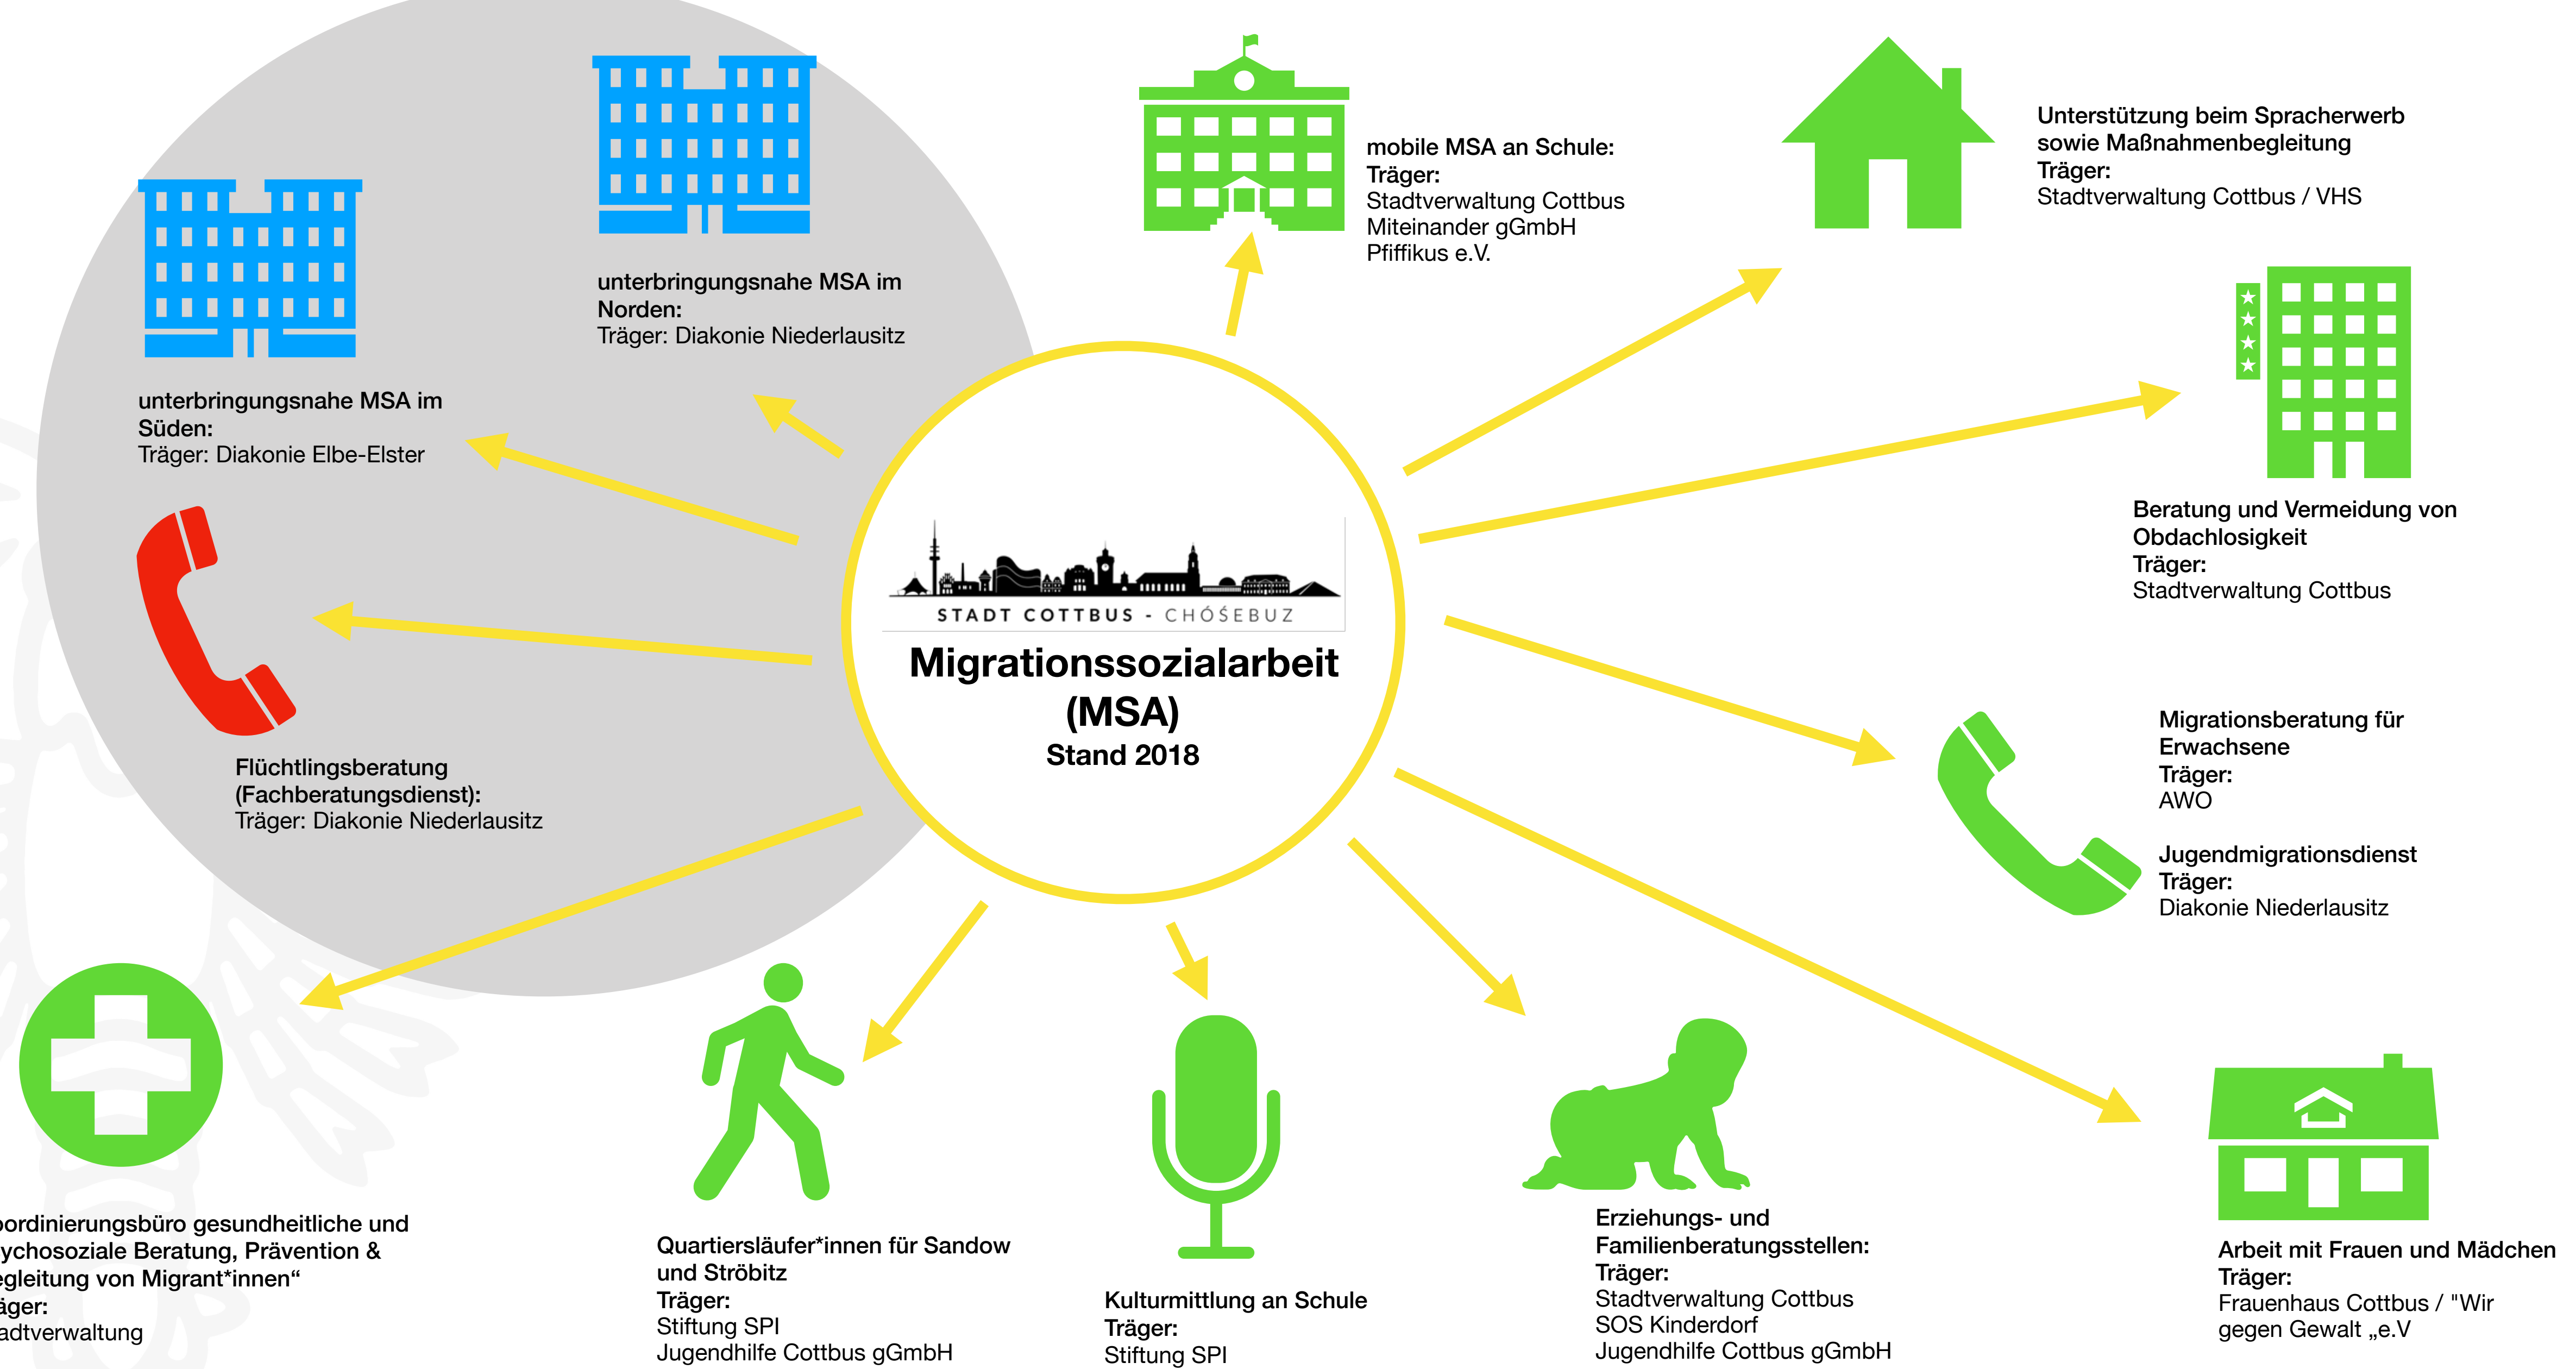 mobile MSA an Schule:
Träger:
Stadtverwaltung Cottbus
Miteinander gGmbH
Pfiffikus e.V.
Unterstützung beim Spracherwerb
sowie Maßnahmenbegleitung
Träger:
Stadtverwaltung Cottbus / VHS
unterbringungsnahe MSA im
Norden:
Träger: Diakonie Niederlausitz
unterbringungsnahe MSA im
Süden:
Träger: Diakonie Elbe-Elster
Beratung und Vermeidung von
Obdachlosigkeit
Träger:
Stadtverwaltung Cottbus
STADT COTTBUS - CHÓŚEBUZ
Migrationssozialarbeit
(MSA)
Stand 2018
Flüchtlingsberatung
(Fachberatungsdienst):
Träger: Diakonie Niederlausitz
Migrationsberatung für
Erwachsene
Träger:
AWO
Jugendmigrationsdienst
Träger:
Diakonie Niederlausitz
oordinierungsbüro gesundheitliche und
ychosoziale Beratung, Prävention &
egleitung von Migrant*innen“
äger:
adtverwaltung
Quartiersläufer*innen für Sandow
und Ströbitz
Träger:
Stiftung SPI
Jugendhilfe Cottbus gGmbH
Kulturmittlung an Schule
Träger:
Stiftung SPI
Erziehungs- und
Familienberatungsstellen:
Träger:
Stadtverwaltung Cottbus
SOS Kinderdorf
Jugendhilfe Cottbus gGmbH
Arbeit mit Frauen und Mädchen
Träger:
Frauenhaus Cottbus / "Wir
gegen Gewalt „e.V